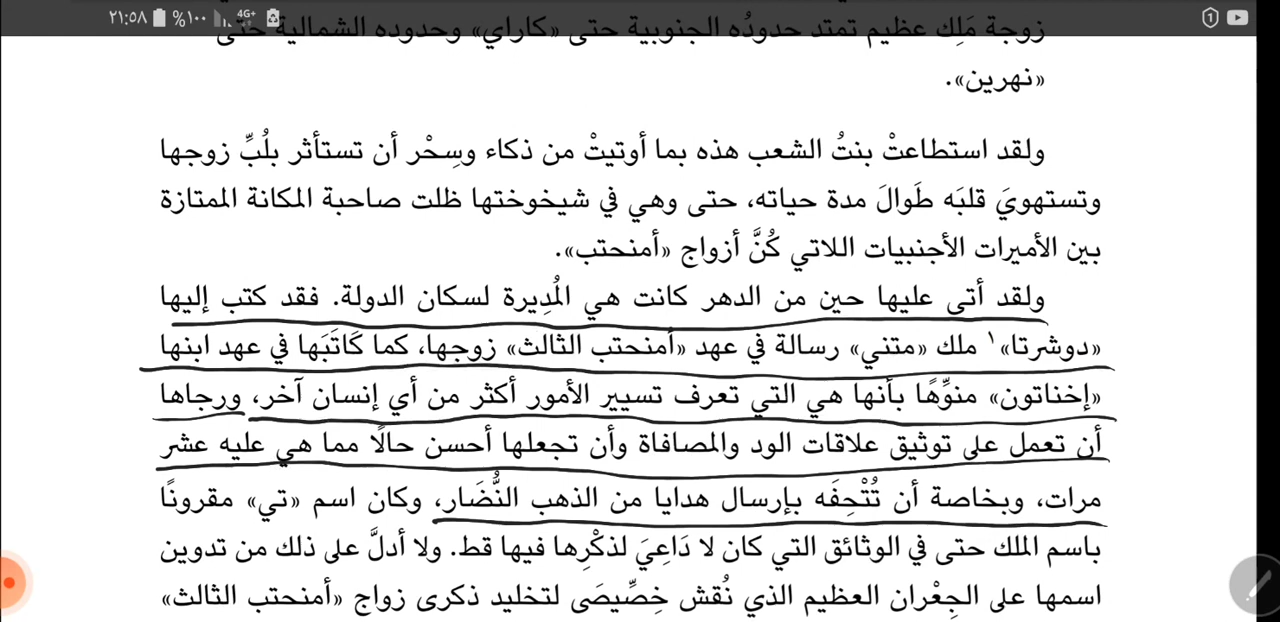 ٢١:٥٨ %١٠٠ 4G+ 1
زوجة مَلِك عظيم تمتد حدودُه الجنوبية حتى «كاراي» وحدوده الشمالية حتى
«نهرين».
ولقد استطاعتْ بنتُ الشعب هذه بما أوتيتْ من ذكاء وسِحْر أن تستأثر بلُبِّ زوجها
وتستهويَ قلبَه طَوالَ مدة حياته، حتى وهي في شيخوختها ظلت صاحبة المكانة الممتازة
بين الأميرات الأجنبيات اللاتي كُنَّ أزواج «أمنحتب».
ولقد أتى عليها حين من الدهر كانت هي المُدِيرة لسكان الدولة. فقد كتب إليها
«دوشرتا»١ ملك «متني» رسالة في عهد «أمنحتب الثالث» زوجها، كما كَاتَبَها في عهد ابنها
«إخناتون» منوِّهًا بأنها هي التي تعرف تسيير الأمور أكثر من أي إنسان آخر، ورجاها
أن تعمل على توثيق علاقات الود والمصافاة وأن تجعلها أحسن حالًا مما هي عليه عشر
مرات، وبخاصة أن تُتْحِفَه بإرسال هدايا من الذهب النُّضَار، وكان اسم «تي» مقرونًا
باسم الملك حتى في الوثائق التي كان لا دَاعِيَ لذكْرِها فيها قط. ولا أدلَّ على ذلك من تدوين
اسمها على الجِعْران العظيم الذي نُقش خِصِّيصَى لتخليد ذكرى زواج «أمنحتب الثالث»